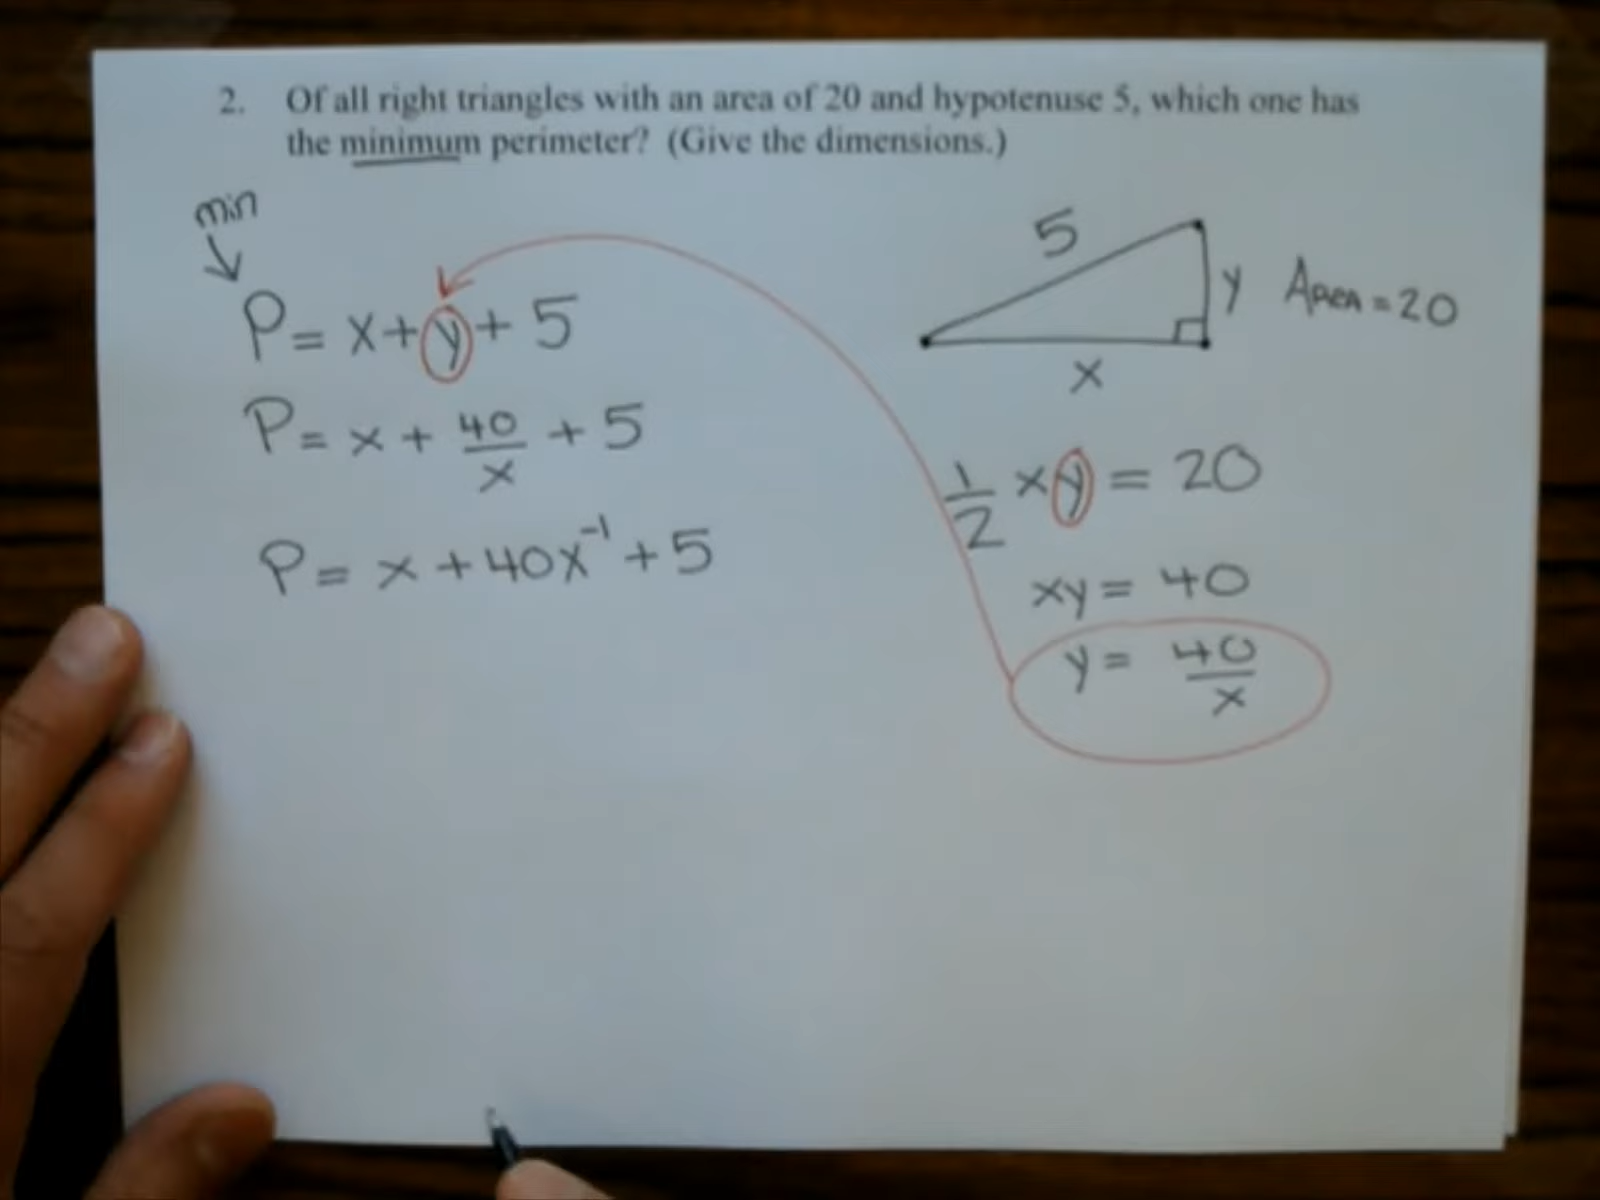 2. Of all right triangles with an area of 20 and hypotenuse 5, which one has
the minimum perimeter? (Give the dimensions.)
min
P = x + y + 5
P = x + 40/x + 5
P = x + 40x⁻¹ + 5
5
y
Area = 20
x
1/2 xy = 20
xy = 40
y = 40/x